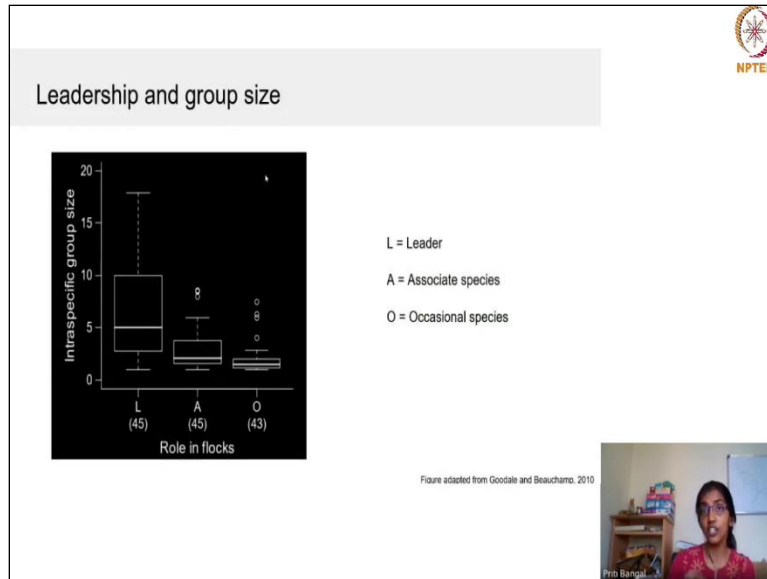 NPTEL
Leadership and group size
20
15
10
5
0
Intraspecific group size
L
A
O
(45)
(45)
(43)
Role in flocks
L = Leader
A = Associate species
O = Occasional species
Figure adapted from Goodale and Beauchamp, 2010
Priti Bangal